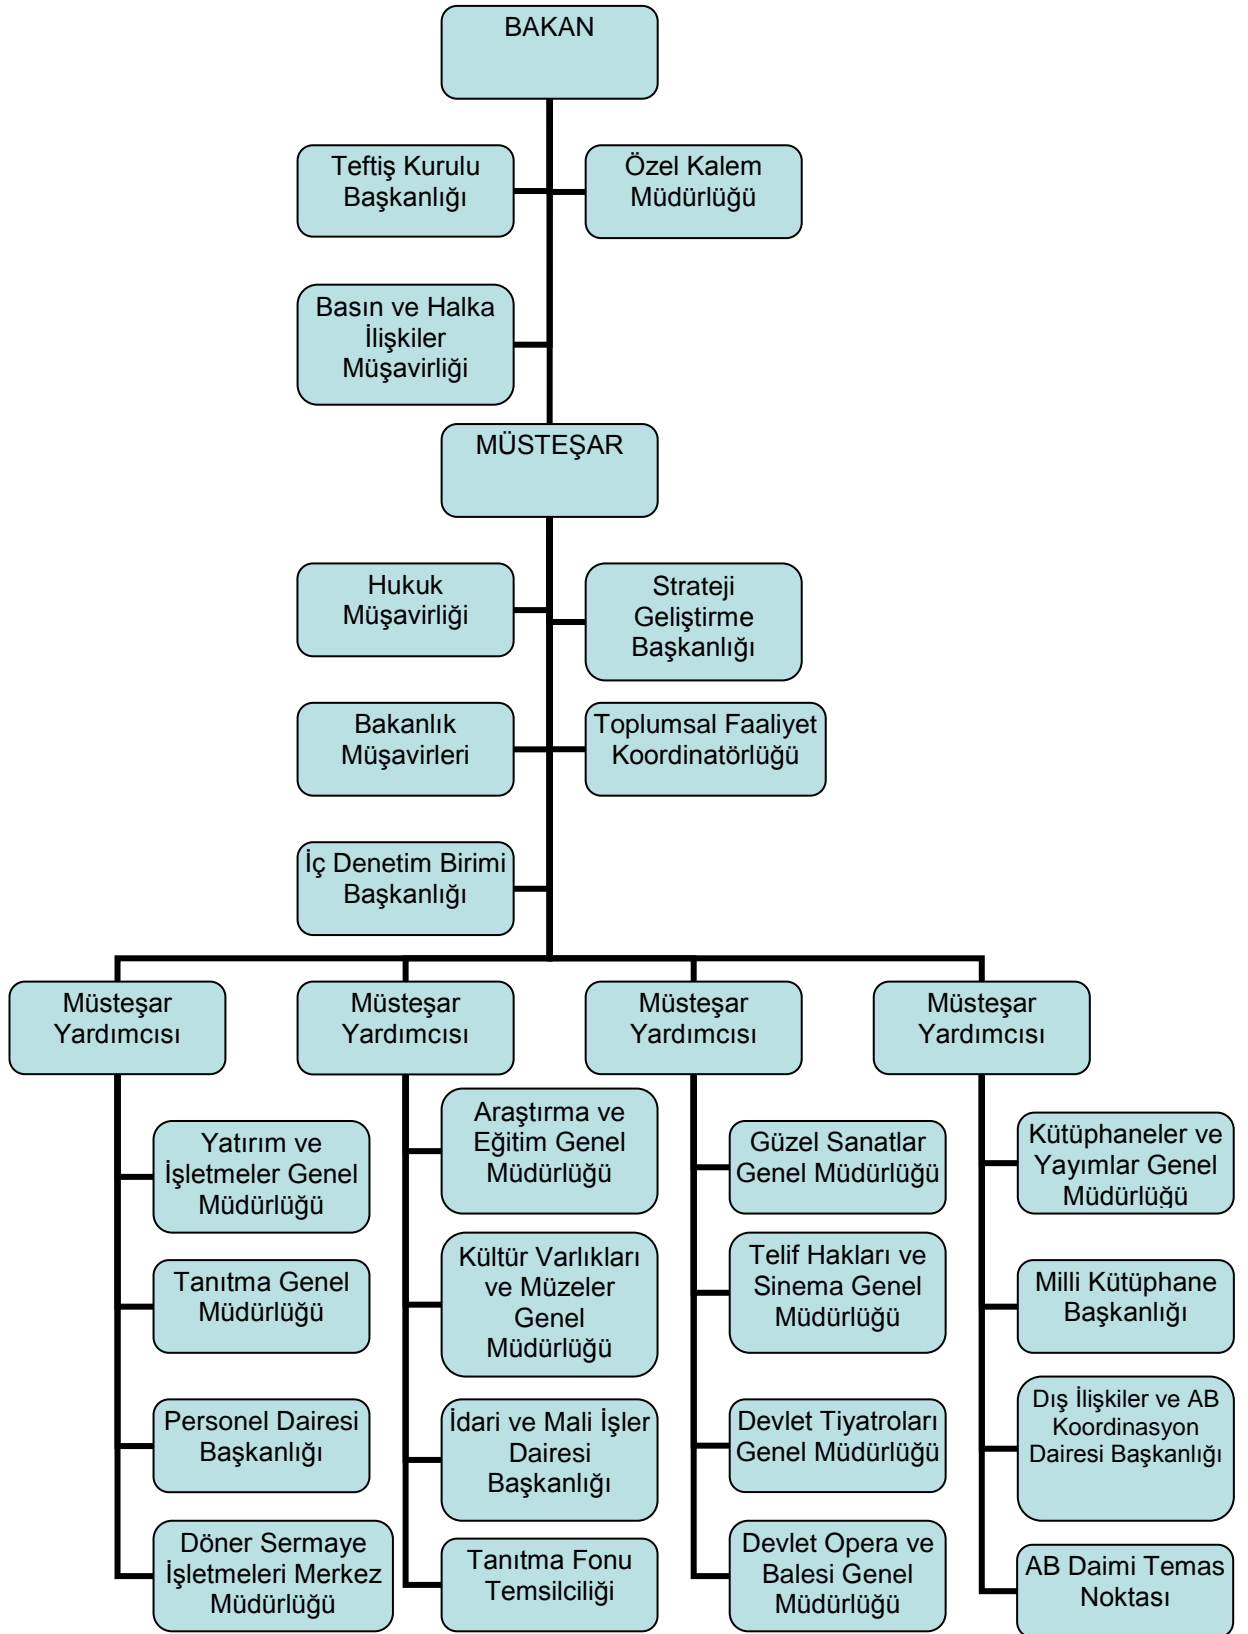 BAKAN
Teftiş Kurulu
Başkanlığı
Özel Kalem
Müdürlüğü
Basın ve Halka
İlişkiler
Müşavirliği
MÜSTEŞAR
Hukuk
Müşavirliği
Strateji
Geliştirme
Başkanlığı
Bakanlık
Müşavirleri
Toplumsal Faaliyet
Koordinatörlüğü
İç Denetim Birimi
Başkanlığı
Müsteşar
Yardımcısı
Müsteşar
Yardımcısı
Müsteşar
Yardımcısı
Müsteşar
Yardımcısı
Yatırım ve
İşletmeler Genel
Müdürlüğü
Tanıtma Genel
Müdürlüğü
Personel Dairesi
Başkanlığı
Döner Sermaye
İşletmeleri Merkez
Müdürlüğü
Araştırma ve
Eğitim Genel
Müdürlüğü
Kültür Varlıkları
ve Müzeler
Genel
Müdürlüğü
İdari ve Mali İşler
Dairesi
Başkanlığı
Tanıtma Fonu
Temsilciliği
Güzel Sanatlar
Genel Müdürlüğü
Telif Hakları ve
Sinema Genel
Müdürlüğü
Devlet Tiyatroları
Genel Müdürlüğü
Devlet Opera ve
Balesi Genel
Müdürlüğü
Kütüphaneler ve
Yayımlar Genel
Müdürlüğü
Milli Kütüphane
Başkanlığı
Dış İlişkiler ve AB
Koordinasyon
Dairesi Başkanlığı
AB Daimi Temas
Noktası